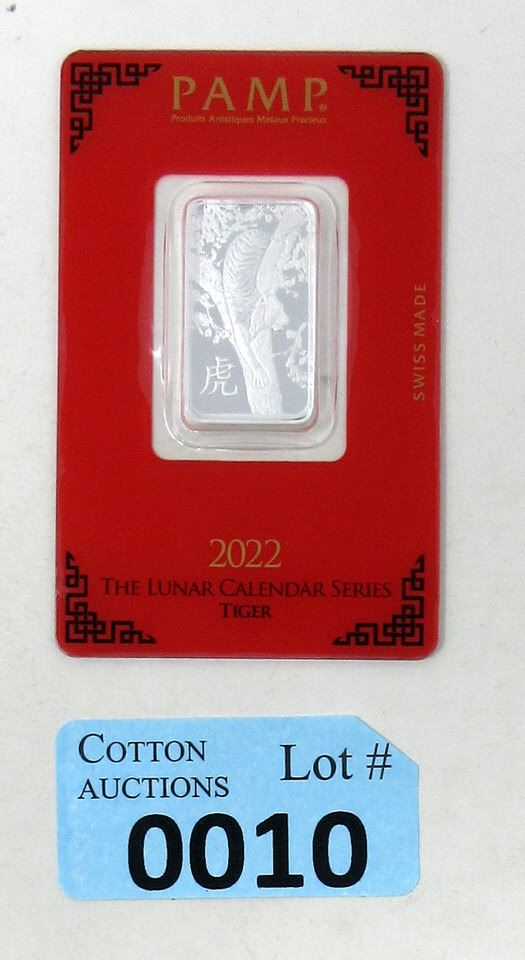 PAMP®
Produits Artistiques Metaux Precieux
SWISS MADE
虎
2022
THE LUNAR CALENDAR SERIES
TIGER
COTTON
AUCTIONS
Lot #
0010